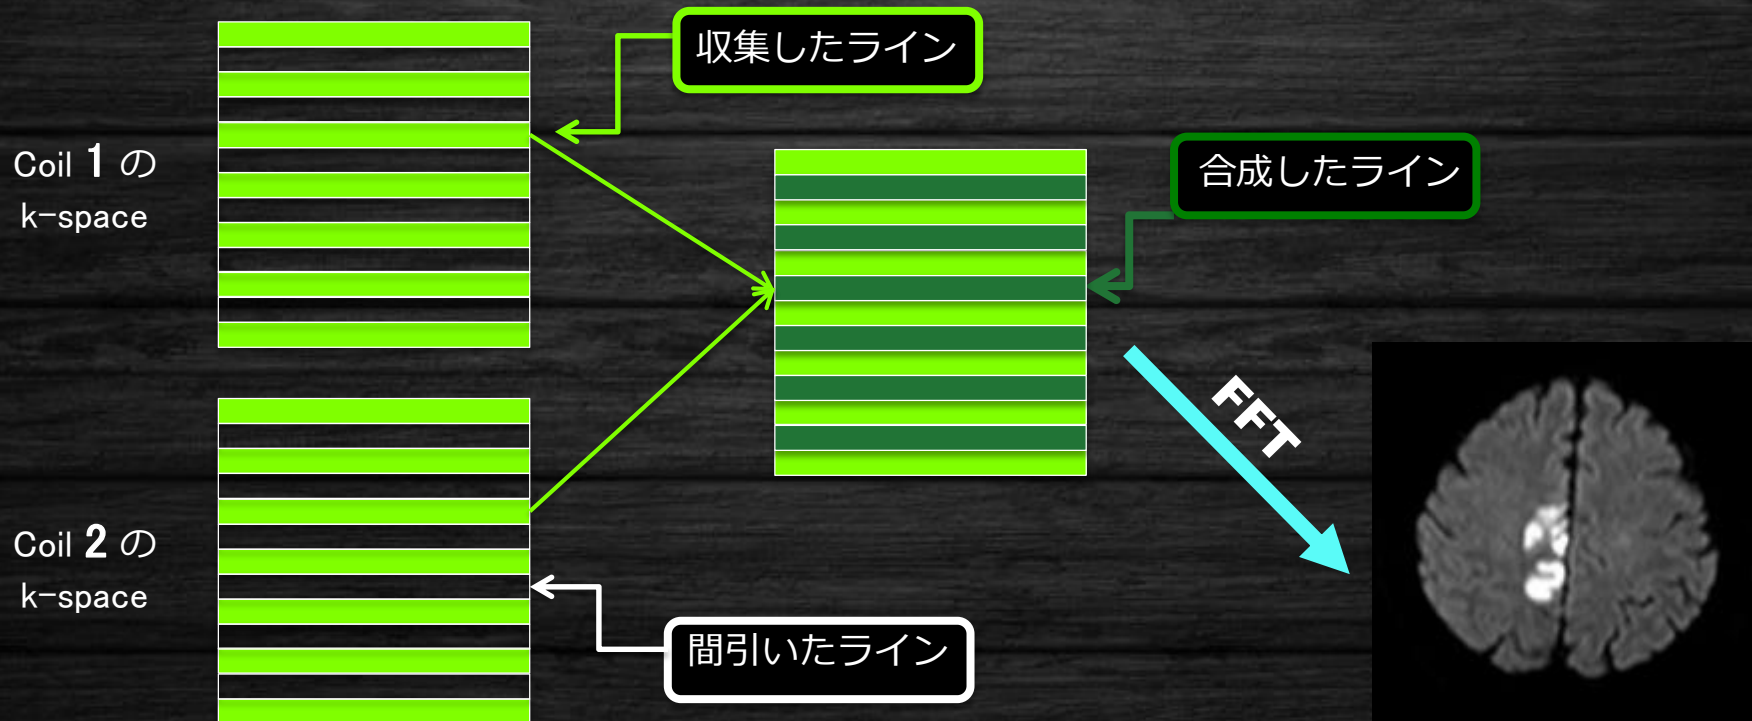 収集したライン
合成したライン
Coil 1 の
k-space
FFT
Coil 2 の
k-space
間引いたライン